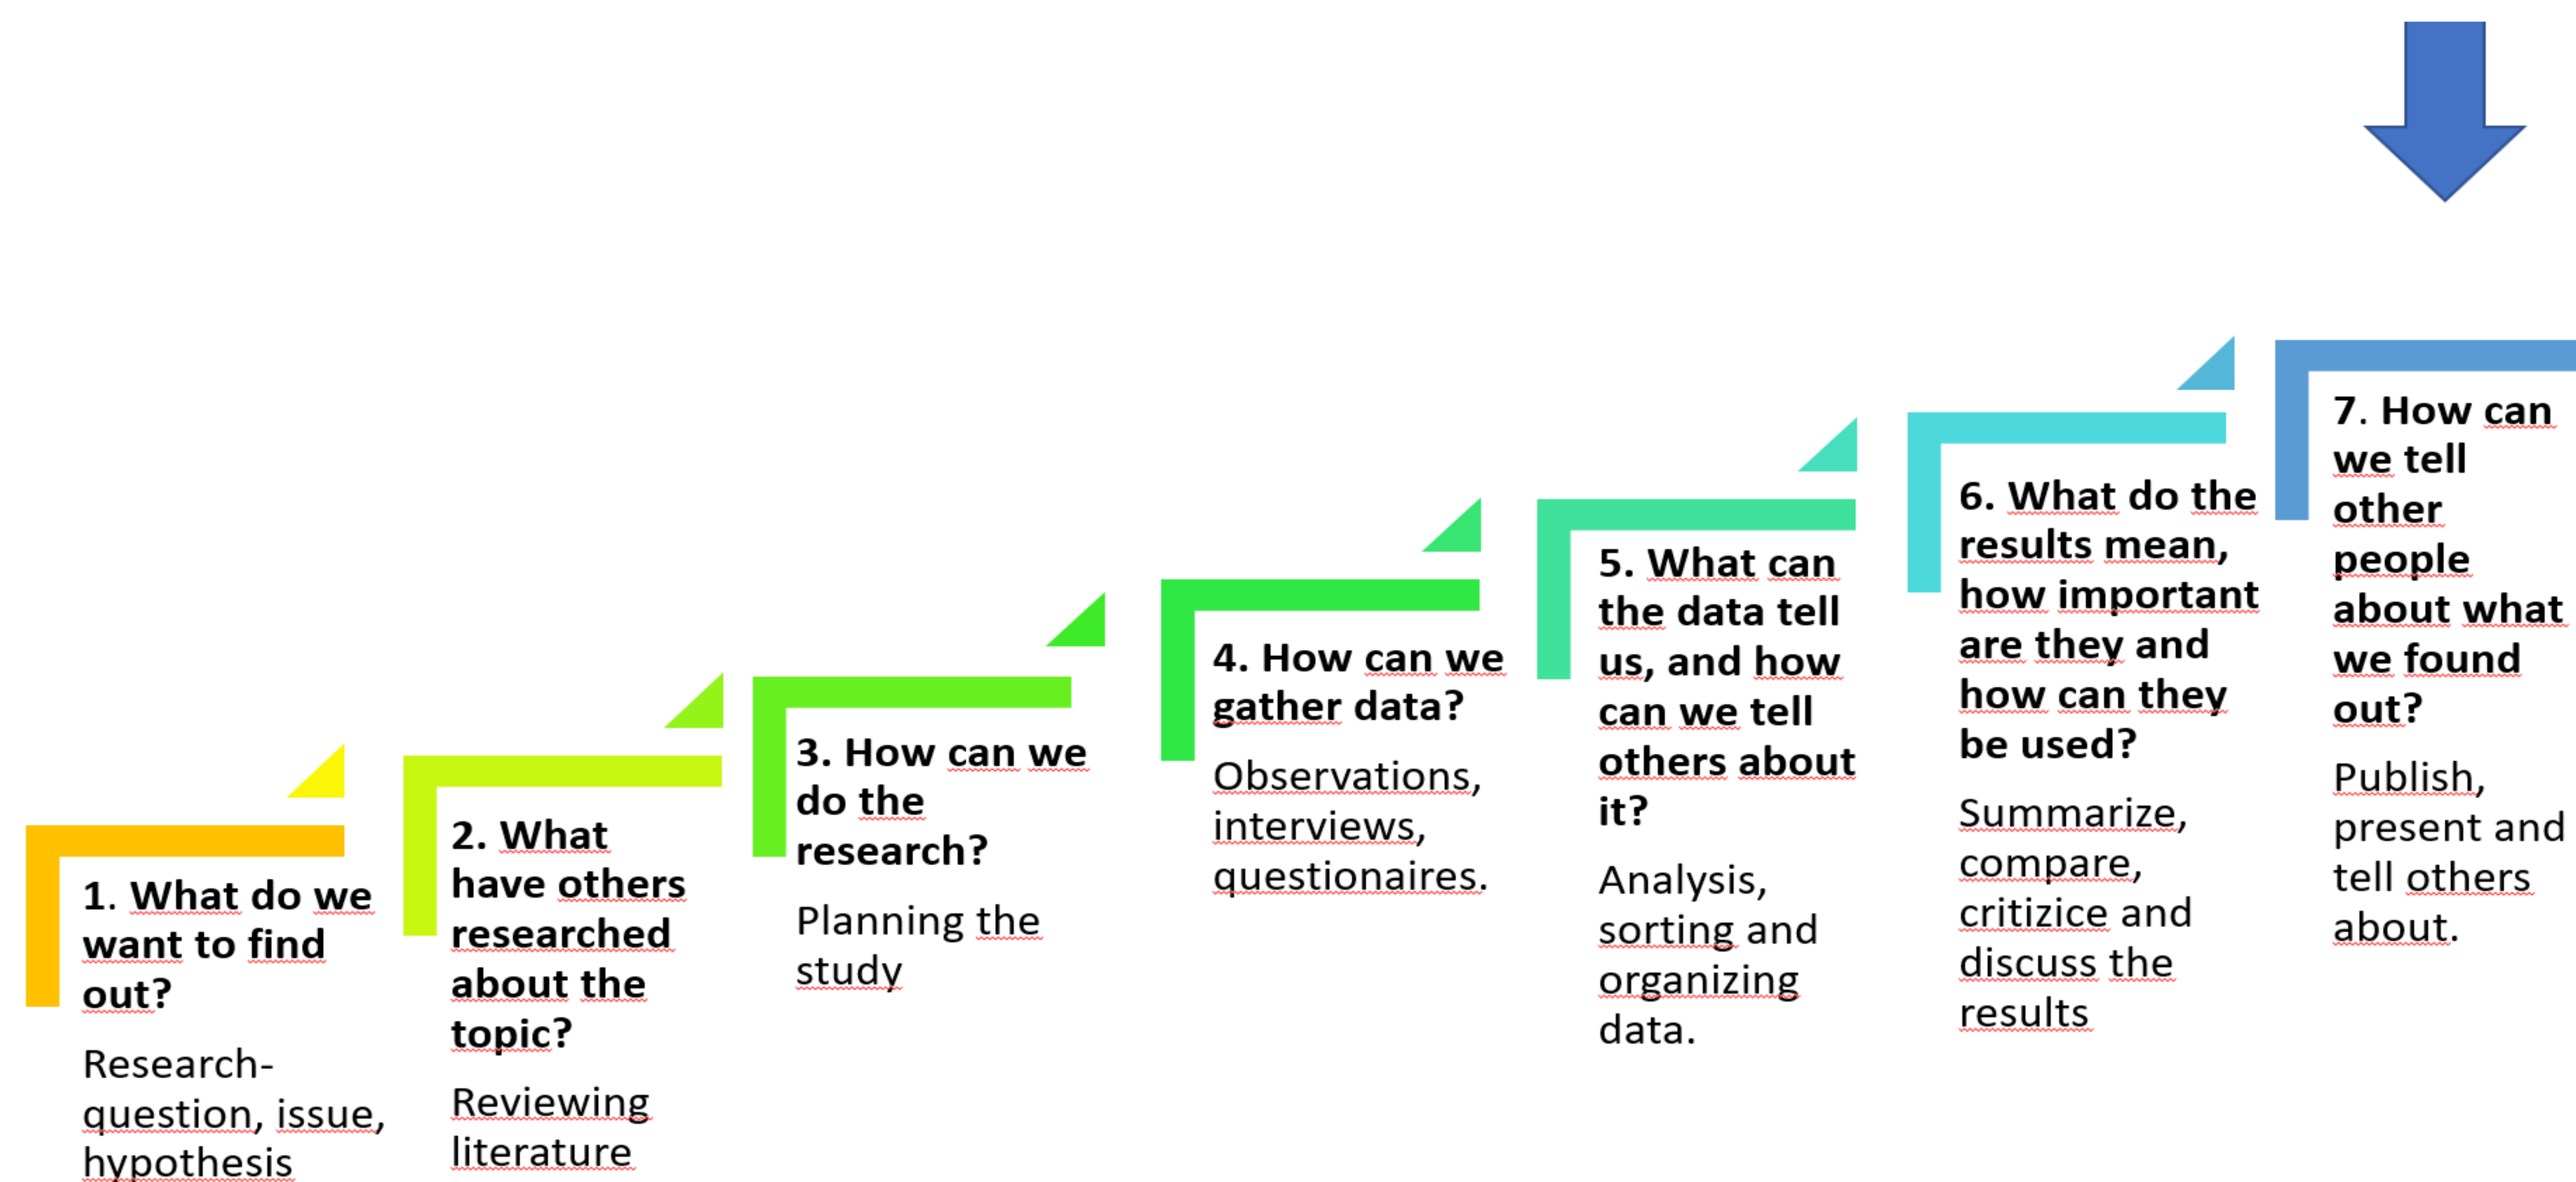 1. What do we
want to find
out?
Research-
question, issue,
hypothesis
2. What
have others
researched
about the
topic?
Reviewing
literature
3. How can we
do the
research?
Planning the
study
4. How can we
gather data?
Observations,
interviews,
questionaires.
5. What can
the data tell
us, and how
can we tell
others about
it?
Analysis,
sorting and
organizing
data.
6. What do the
results mean,
how important
are they and
how can they
be used?
Summarize,
compare,
critizice and
discuss the
results
7. How can
we tell
other
people
about what
we found
out?
Publish,
present and
tell others
about.